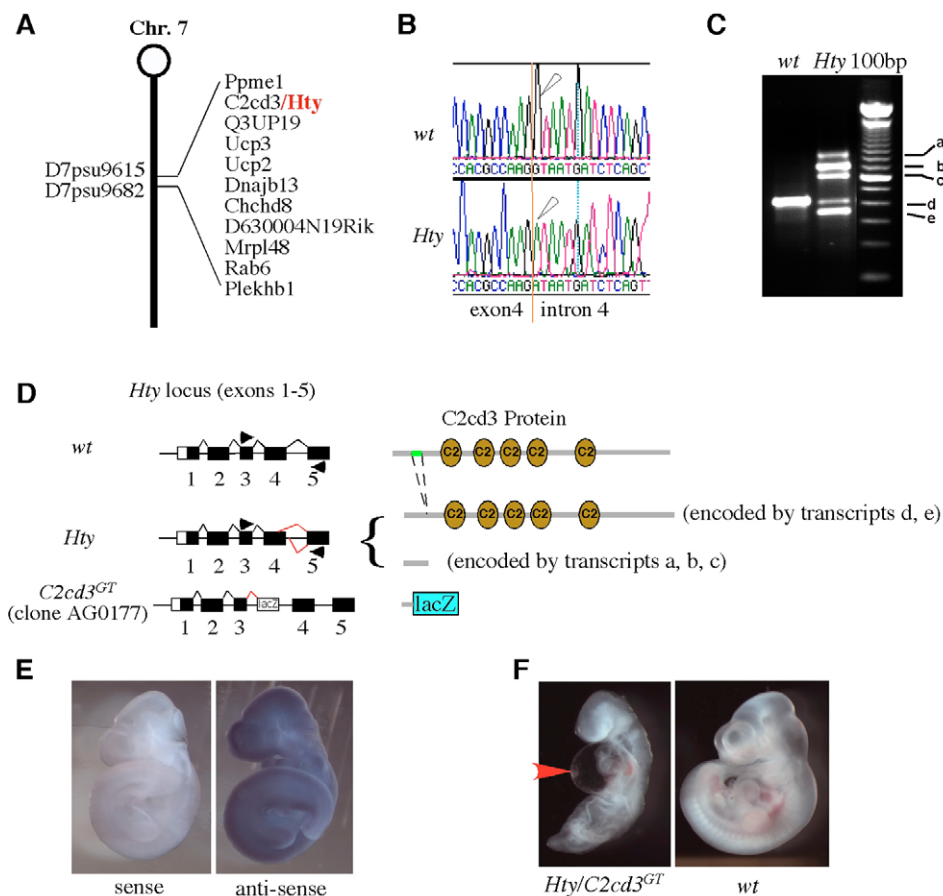 A
Chr. 7
Ppme1
C2cd3/Hty
Q3UP19
Ucp3
Ucp2
Dnajb13
Chchd8
D630004N19Rik
Mrpl48
Rab6
Plekhb1
D7psu9615
D7psu9682
B
wt
CCACGCCAAGGTAATGATCTCAGCT
Hty
CCACGCCAAGATAATGATCTCAGTT
exon4 intron 4
C
wt Hty 100bp
a
b
c
d
e
D
Hty locus (exons 1-5)
wt
1 2 3 4 5
Hty
1 2 3 4 5
C2cd3GT
(clone AG0177)
lacZ
1 2 3 4 5
C2cd3 Protein
C2 C2 C2 C2 C2
C2 C2 C2 C2 C2
(encoded by transcripts d, e)
(encoded by transcripts a, b, c)
lacZ
E
sense anti-sense
F
Hty/C2cd3GT wt